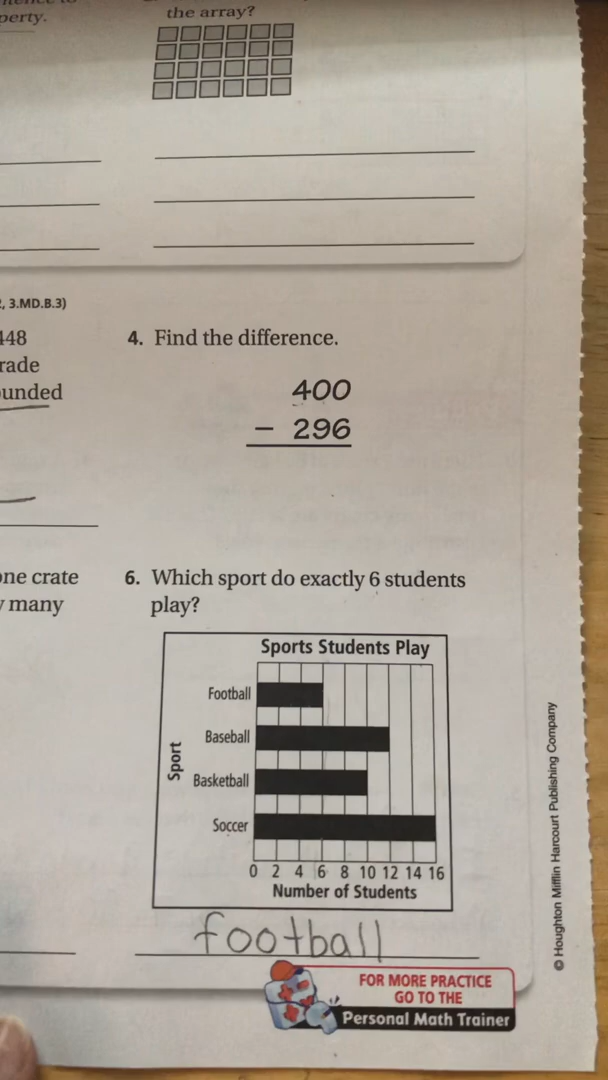 perty.
the array?
, 3.MD.B.3)
448
rade
ounded
4. Find the difference.
400
− 296
one crate
many
6. Which sport do exactly 6 students
play?
Sports Students Play
Sport
Football
Baseball
Basketball
Soccer
0 2 4 6 8 10 12 14 16
Number of Students
football
FOR MORE PRACTICE
GO TO THE
Personal Math Trainer
© Houghton Mifflin Harcourt Publishing Company